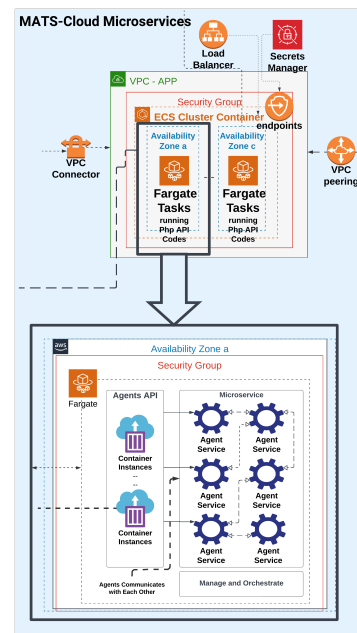 MATS-Cloud Microservices
Load
Balancer
Secrets
Manager
VPC - APP
Security Group
ECS Cluster Container
endpoints
Availability
Zone a
Availability
Zone c
VPC
Connector
VPC
peering
Fargate
Tasks
running
Php API
Codes
Fargate
Tasks
running
Php API
Codes
aws
Availability Zone a
Security Group
Fargate
Agents API
Microservice
Container
Instances
--
--
Container
Instances
Agent
Service
Agent
Service
Agent
Service
Agent
Service
Agent
Service
Agent
Service
Agents Communicates
with Each Other
Manage and Orchestrate